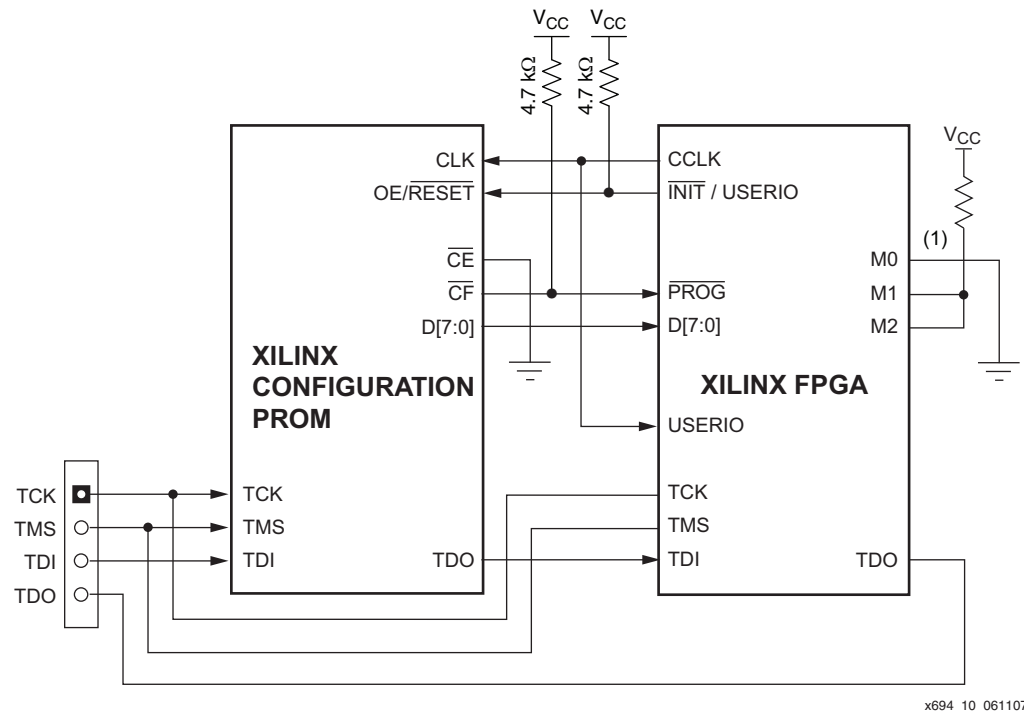 VCC VCC
4.7 kΩ 4.7 kΩ
VCC
CLK
OE/RESET
CE
CF
D[7:0]
XILINX
CONFIGURATION
PROM
TCK
TMS
TDI
TDO
CCLK
INIT / USERIO
PROG
D[7:0]
XILINX FPGA
USERIO
TCK
TMS
TDI
TDO
(1)
M0
M1
M2
TCK
TMS
TDI
TDO
x694_10_061107